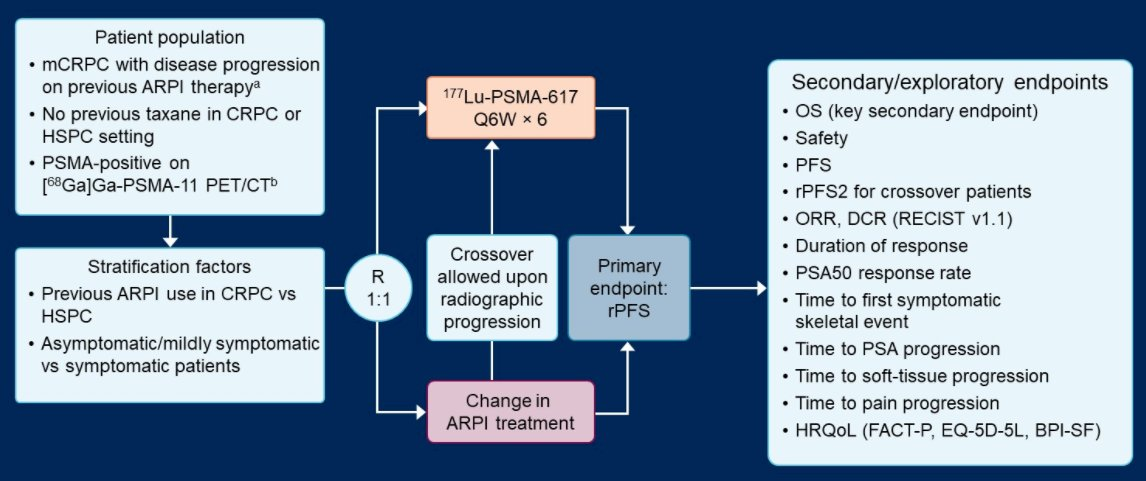 Patient population
• mCRPC with disease progression
on previous ARPI therapyᵃ
• No previous taxane in CRPC or
HSPC setting
• PSMA-positive on
[⁶⁸Ga]Ga-PSMA-11 PET/CTᵇ
Stratification factors
• Previous ARPI use in CRPC vs
HSPC
• Asymptomatic/mildly symptomatic
vs symptomatic patients
R
1:1
¹⁷⁷Lu-PSMA-617
Q6W × 6
Crossover
allowed upon
radiographic
progression
Change in
ARPI treatment
Primary
endpoint:
rPFS
Secondary/exploratory endpoints
• OS (key secondary endpoint)
• Safety
• PFS
• rPFS2 for crossover patients
• ORR, DCR (RECIST v1.1)
• Duration of response
• PSA50 response rate
• Time to first symptomatic
skeletal event
• Time to PSA progression
• Time to soft-tissue progression
• Time to pain progression
• HRQoL (FACT-P, EQ-5D-5L, BPI-SF)